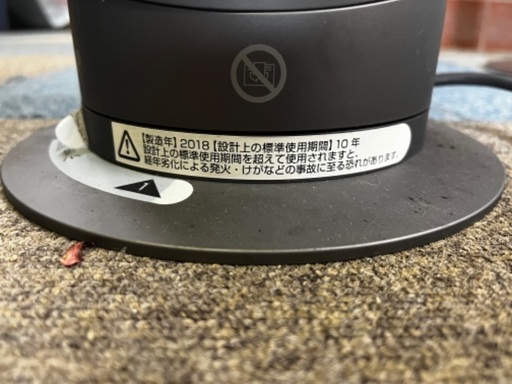 【製造年】2018【設計上の標準使用期間】10年
設計上の標準使用期間を超えて使用されますと、
経年劣化による発火・けがなどの事故に至る恐れがあります。